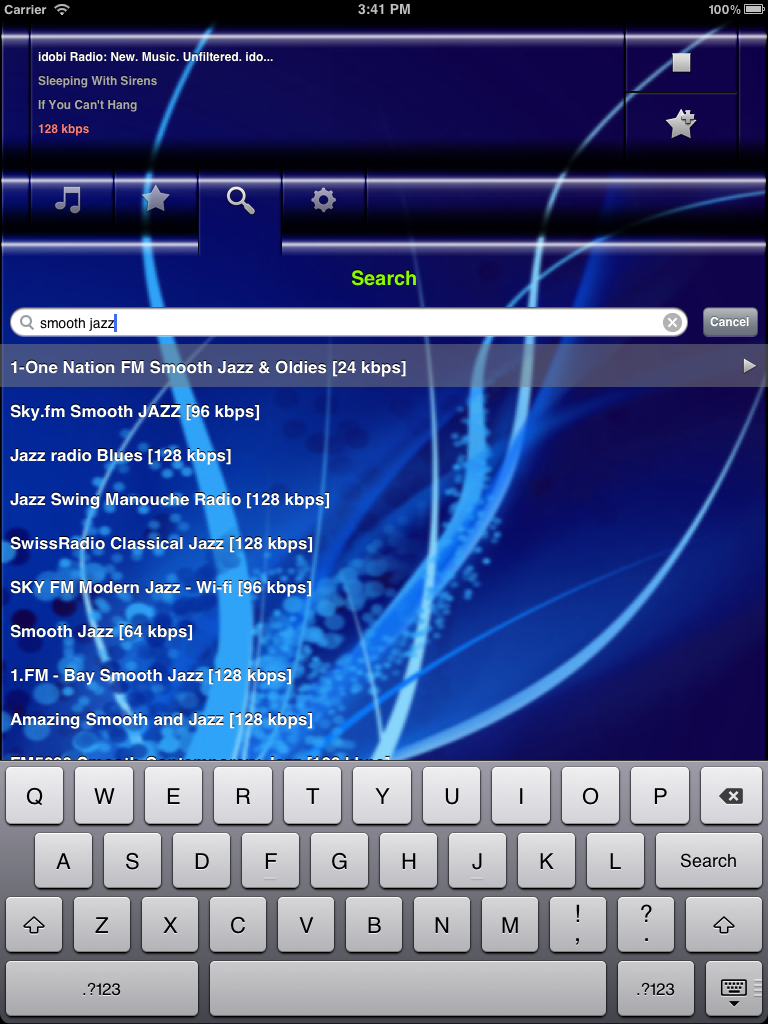 Carrier 3:41 PM 100%
idobi Radio: New. Music. Unfiltered. ido...
Sleeping With Sirens
If You Can't Hang
128 kbps
Search
smooth jazz Cancel
1-One Nation FM Smooth Jazz & Oldies [24 kbps]
Sky.fm Smooth JAZZ [96 kbps]
Jazz radio Blues [128 kbps]
Jazz Swing Manouche Radio [128 kbps]
SwissRadio Classical Jazz [128 kbps]
SKY FM Modern Jazz - Wi-fi [96 kbps]
Smooth Jazz [64 kbps]
1.FM - Bay Smooth Jazz [128 kbps]
Amazing Smooth and Jazz [128 kbps]
Q W E R T Y U I O P
A S D F G H J K L Search
Z X C V B N M ! , ? .
.?123 .?123